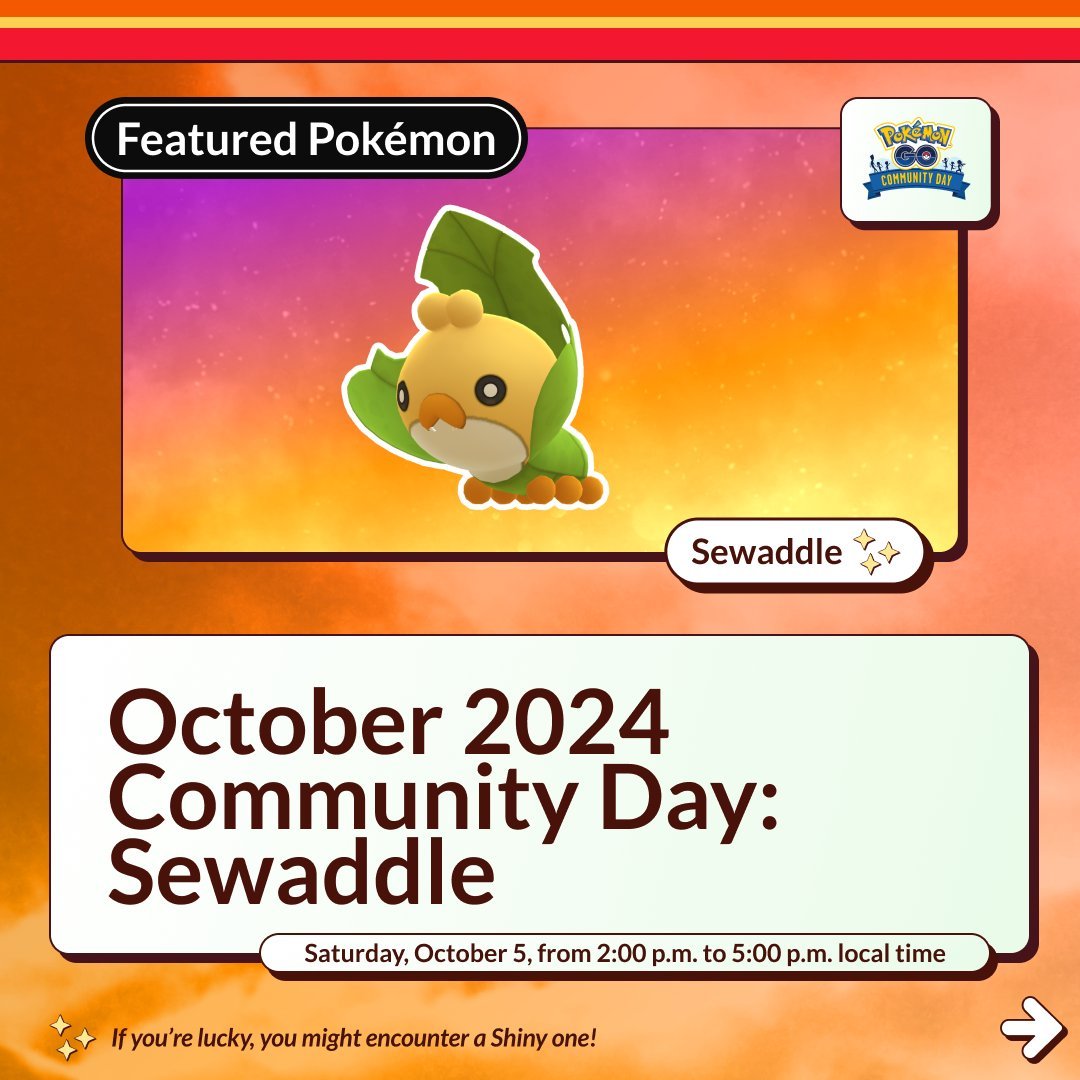 Featured Pokémon
POKéMON
GO
COMMUNITY DAY
Sewaddle
October 2024
Community Day:
Sewaddle
Saturday, October 5, from 2:00 p.m. to 5:00 p.m. local time
If you’re lucky, you might encounter a Shiny one!